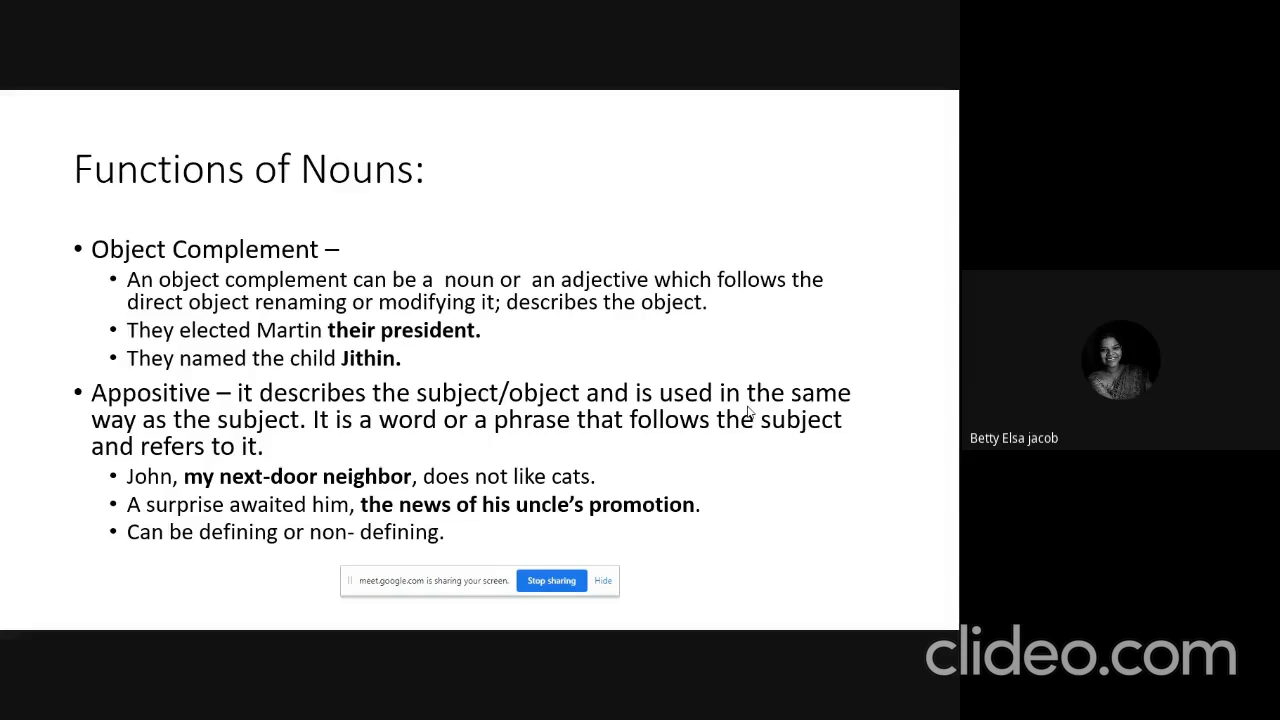 Functions of Nouns:
• Object Complement –
• An object complement can be a  noun or  an adjective which follows the
direct object renaming or modifying it; describes the object.
• They elected Martin their president.
• They named the child Jithin.
• Appositive – it describes the subject/object and is used in the same
way as the subject. It is a word or a phrase that follows the subject
and refers to it.
• John, my next-door neighbor, does not like cats.
• A surprise awaited him, the news of his uncle’s promotion.
• Can be defining or non- defining.
meet.google.com is sharing your screen. Stop sharing Hide
Betty Elsa jacob
clideo.com